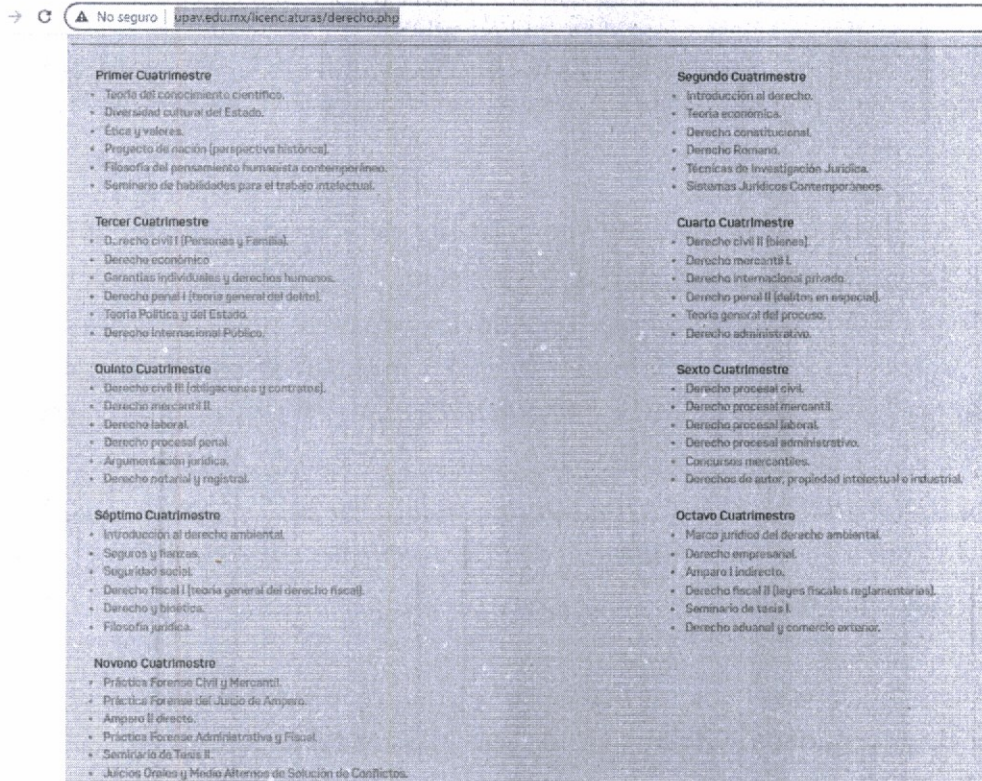 No seguro | upav.edu.mx/licenciaturas/derecho.php
Primer Cuatrimestre
• Teoría del conocimiento científico.
• Diversidad cultural del Estado.
• Ética y valores.
• Proyecto de nación (perspectiva histórica).
• Filosofía del pensamiento humanista contemporáneo.
• Seminario de habilidades para el trabajo intelectual.
Segundo Cuatrimestre
• Introducción al derecho.
• Teoría económica.
• Derecho constitucional.
• Derecho Romano.
• Técnicas de Investigación Jurídica.
• Sistemas Jurídicos Contemporáneos.
Tercer Cuatrimestre
• Derecho civil I (Personas y Familia).
• Derecho económico
• Garantías individuales y derechos humanos.
• Derecho penal I (teoría general del delito).
• Teoría Política y del Estado.
• Derecho Internacional Público.
Cuarto Cuatrimestre
• Derecho civil II (bienes).
• Derecho mercantil I.
• Derecho internacional privado.
• Derecho penal II (delitos en especial).
• Teoría general del proceso.
• Derecho administrativo.
Quinto Cuatrimestre
• Derecho civil III (obligaciones y contratos).
• Derecho mercantil II.
• Derecho laboral.
• Derecho procesal penal.
• Argumentación jurídica.
• Derecho notarial y registral.
Sexto Cuatrimestre
• Derecho procesal civil.
• Derecho procesal mercantil.
• Derecho procesal laboral.
• Derecho procesal administrativo.
• Concursos mercantiles.
• Derechos de autor, propiedad intelectual e industrial.
Séptimo Cuatrimestre
• Introducción al derecho ambiental.
• Seguros y fianzas.
• Seguridad social.
• Derecho fiscal I (teoría general del derecho fiscal).
• Derecho y bioética.
• Filosofía jurídica.
Octavo Cuatrimestre
• Marco jurídico del derecho ambiental.
• Derecho empresarial.
• Amparo I indirecto.
• Derecho fiscal II (leyes fiscales reglamentarias).
• Seminario de tesis I.
• Derecho aduanal y comercio exterior.
Noveno Cuatrimestre
• Práctica Forense Civil y Mercantil.
• Práctica Forense del Juicio de Amparo.
• Amparo II directo.
• Práctica Forense Administrativa y Fiscal.
• Seminario de Tesis II.
• Juicios Orales y Medio Alternos de Solución de Conflictos.